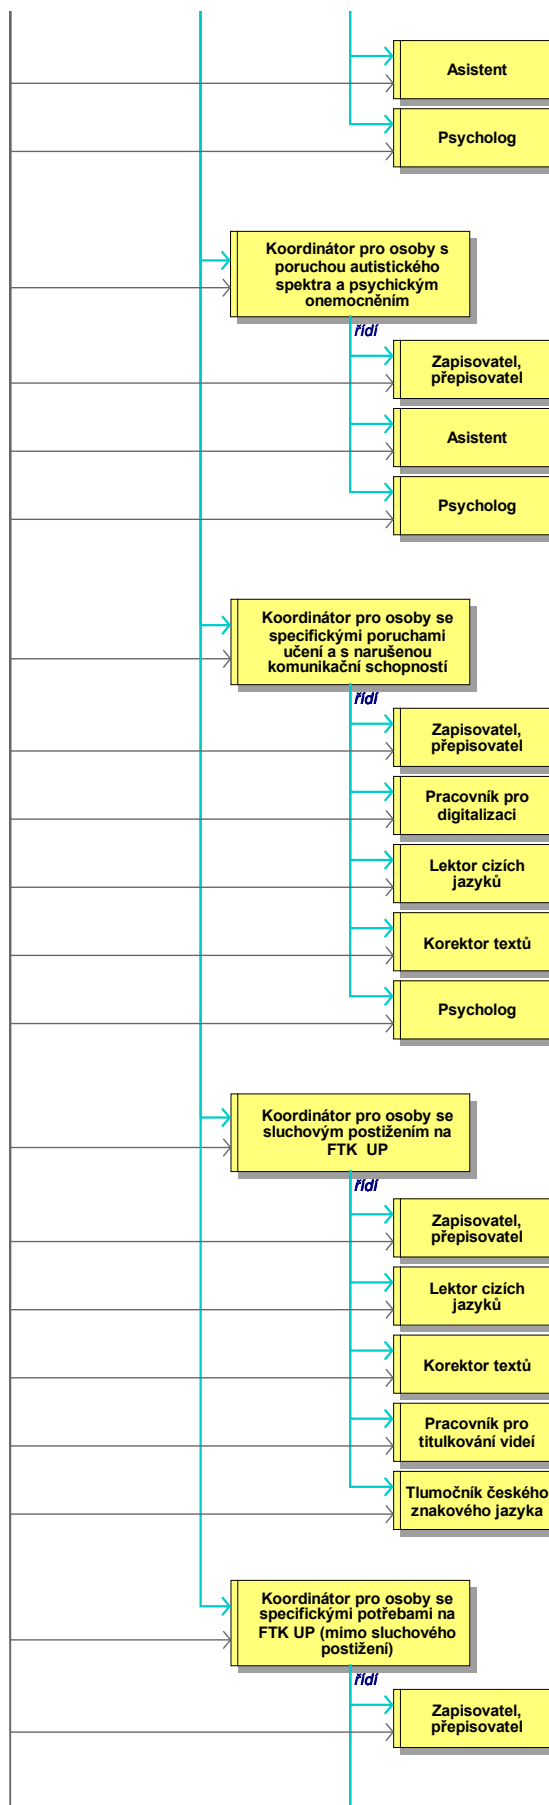 Asistent
Psycholog
Koordinátor pro osoby s
poruchou autistického
spektra a psychickým
onemocněním
řídí
Zapisovatel,
přepisovatel
Asistent
Psycholog
Koordinátor pro osoby se
specifickými poruchami
učení a s narušenou
komunikační schopností
řídí
Zapisovatel,
přepisovatel
Pracovník pro
digitalizaci
Lektor cizích
jazyků
Korektor textů
Psycholog
Koordinátor pro osoby se
sluchovým postižením na
FTK UP
řídí
Zapisovatel,
přepisovatel
Lektor cizích
jazyků
Korektor textů
Pracovník pro
titulkování videí
Tlumočník českého
znakového jazyka
Koordinátor pro osoby se
specifickými potřebami na
FTK UP (mimo sluchového
postižení)
řídí
Zapisovatel,
přepisovatel